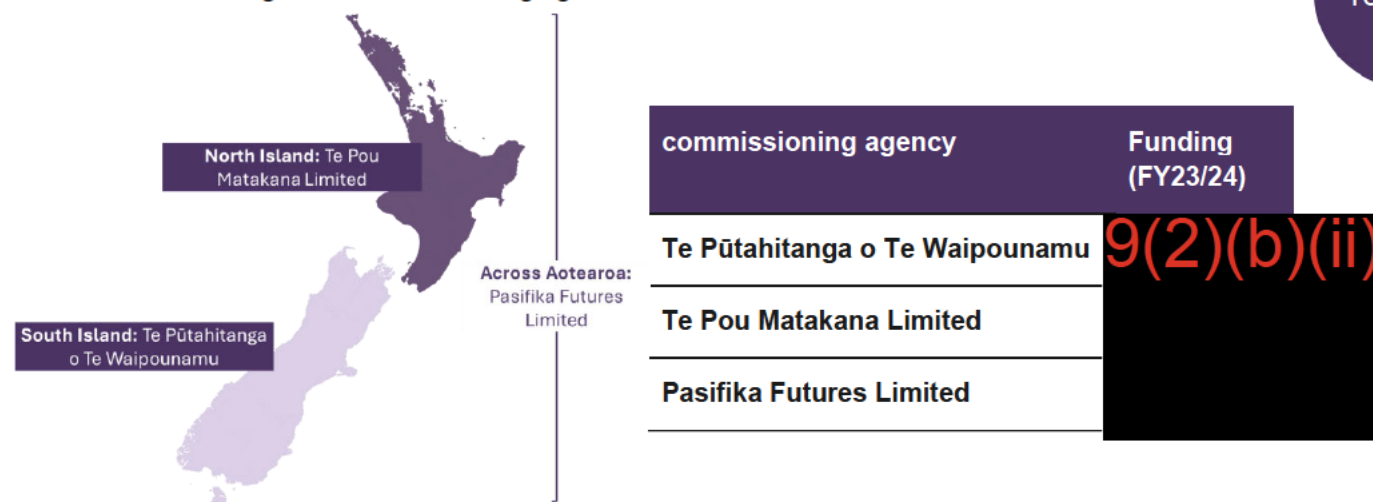 North Island: Te Pou
Matakana Limited
Across Aotearoa:
Pasifika Futures
Limited
South Island: Te Pūtahitanga
o Te Waipounamu
commissioning agency
Funding
(FY23/24)
Te Pūtahitanga o Te Waipounamu
9(2)(b)(ii)
Te Pou Matakana Limited
Pasifika Futures Limited